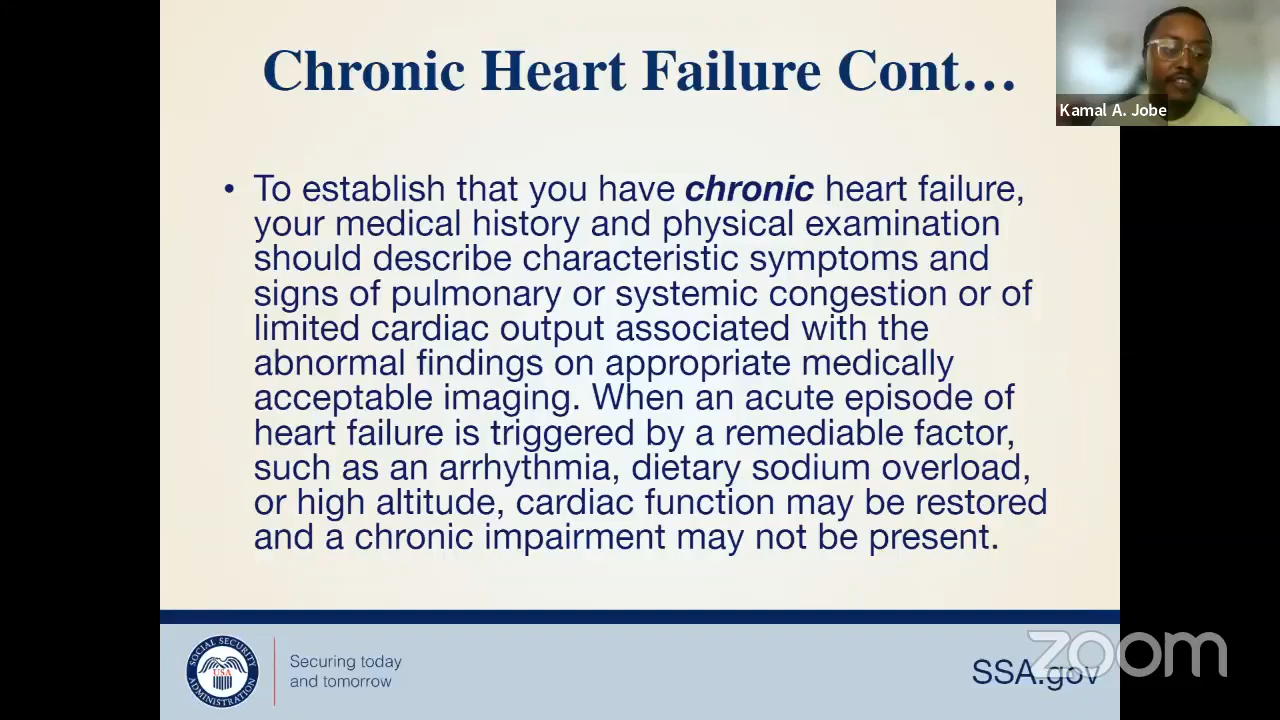 Chronic Heart Failure Cont…
Kamal A. Jobe
• To establish that you have chronic heart failure,
your medical history and physical examination
should describe characteristic symptoms and
signs of pulmonary or systemic congestion or of
limited cardiac output associated with the
abnormal findings on appropriate medically
acceptable imaging. When an acute episode of
heart failure is triggered by a remediable factor,
such as an arrhythmia, dietary sodium overload,
or high altitude, cardiac function may be restored
and a chronic impairment may not be present.
SOCIAL SECURITY
USA
ADMINISTRATION
Securing today
and tomorrow
SSA.gov
zoom